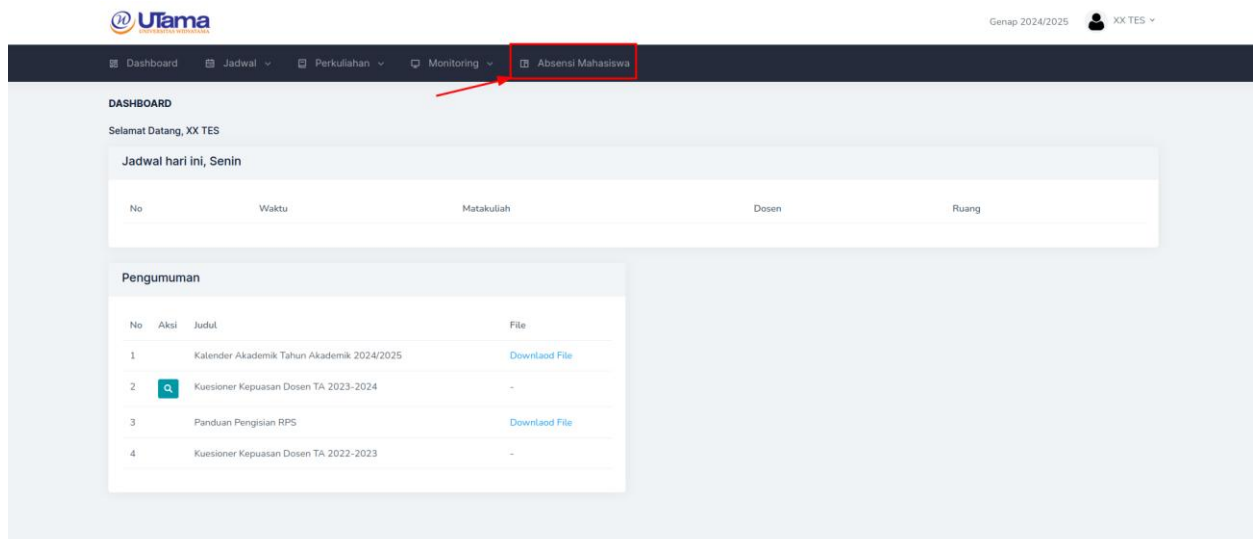 UTama
UNIVERSITAS WIDYATAMA
Genap 2024/2025 XX TES
Dashboard Jadwal Perkuliahan Monitoring Absensi Mahasiswa
DASHBOARD
Selamat Datang, XX TES
Jadwal hari ini, Senin
No Waktu Matakuliah Dosen Ruang
Pengumuman
No Aksi Judul File
1 Kalender Akademik Tahun Akademik 2024/2025 Downlaod File
2 Kuesioner Kepuasan Dosen TA 2023-2024 -
3 Panduan Pengisian RPS Downlaod File
4 Kuesioner Kepuasan Dosen TA 2022-2023 -